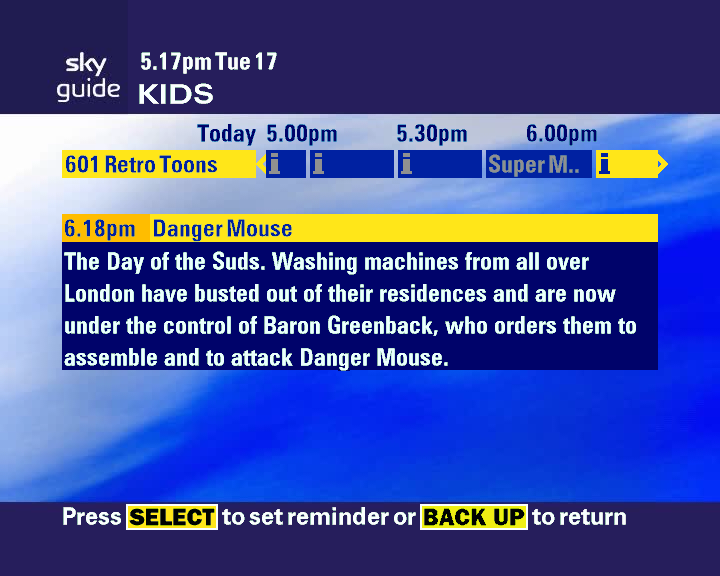 sky
guide
5.17pm Tue 17
KIDS
Today 5.00pm 5.30pm 6.00pm
601 Retro Toons i i i Super M.. i
6.18pm Danger Mouse
The Day of the Suds. Washing machines from all over
London have busted out of their residences and are now
under the control of Baron Greenback, who orders them to
assemble and to attack Danger Mouse.
Press SELECT to set reminder or BACK UP to return